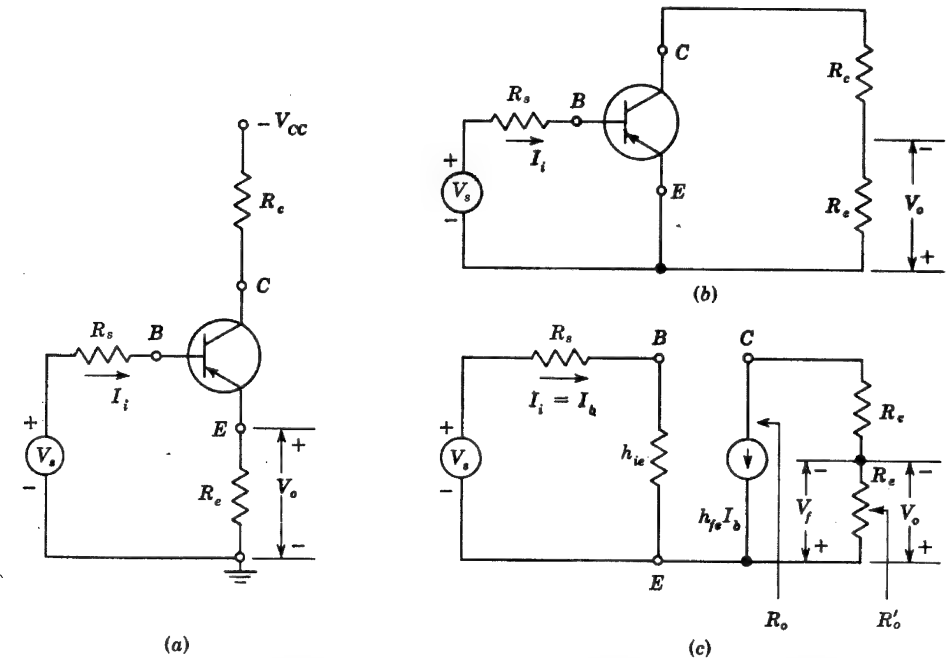 −V_CC
R_c
C
R_s
B
I_i
E
+
V_s
−
+
R_e
V_o
−
(a)
C
R_s
B
I_i
R_c
+
V_s
−
E
R_e
−
V_o
+
(b)
R_s
B
C
I_i = I_b
+
V_s
−
h_ie
h_fe I_b
R_c
R_e
−
V_f
+
−
V_o
+
E
R_o
R'_o
(c)